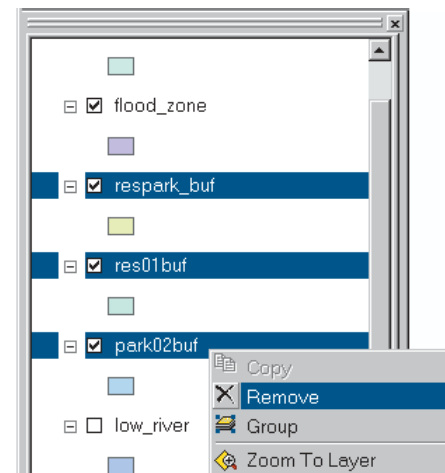 flood_zone
respark_buf
res01buf
park02buf
Copy
Remove
low_river
Group
Zoom To Layer